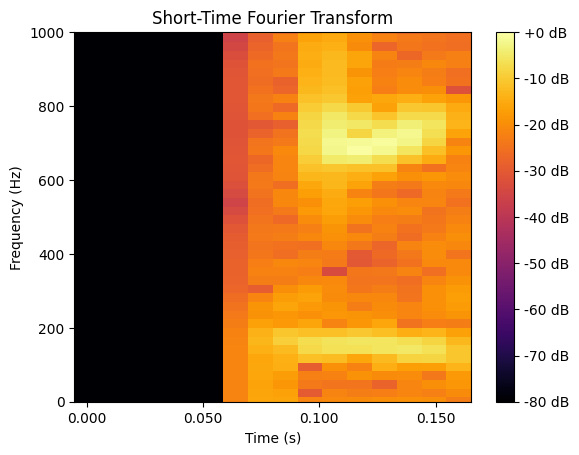 Short-Time Fourier Transform
1000
800
600
400
200
0
Frequency (Hz)
0.000
0.050
0.100
0.150
Time (s)
+0 dB
-10 dB
-20 dB
-30 dB
-40 dB
-50 dB
-60 dB
-70 dB
-80 dB